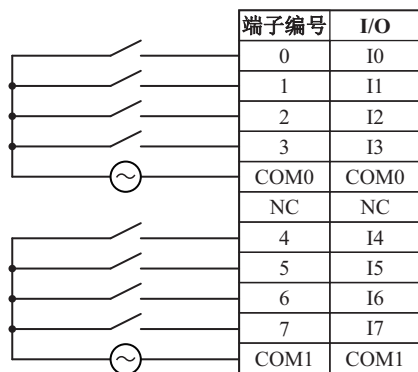 端子编号 I/O
0 I0
1 I1
2 I2
3 I3
COM0 COM0
NC NC
4 I4
5 I5
6 I6
7 I7
COM1 COM1